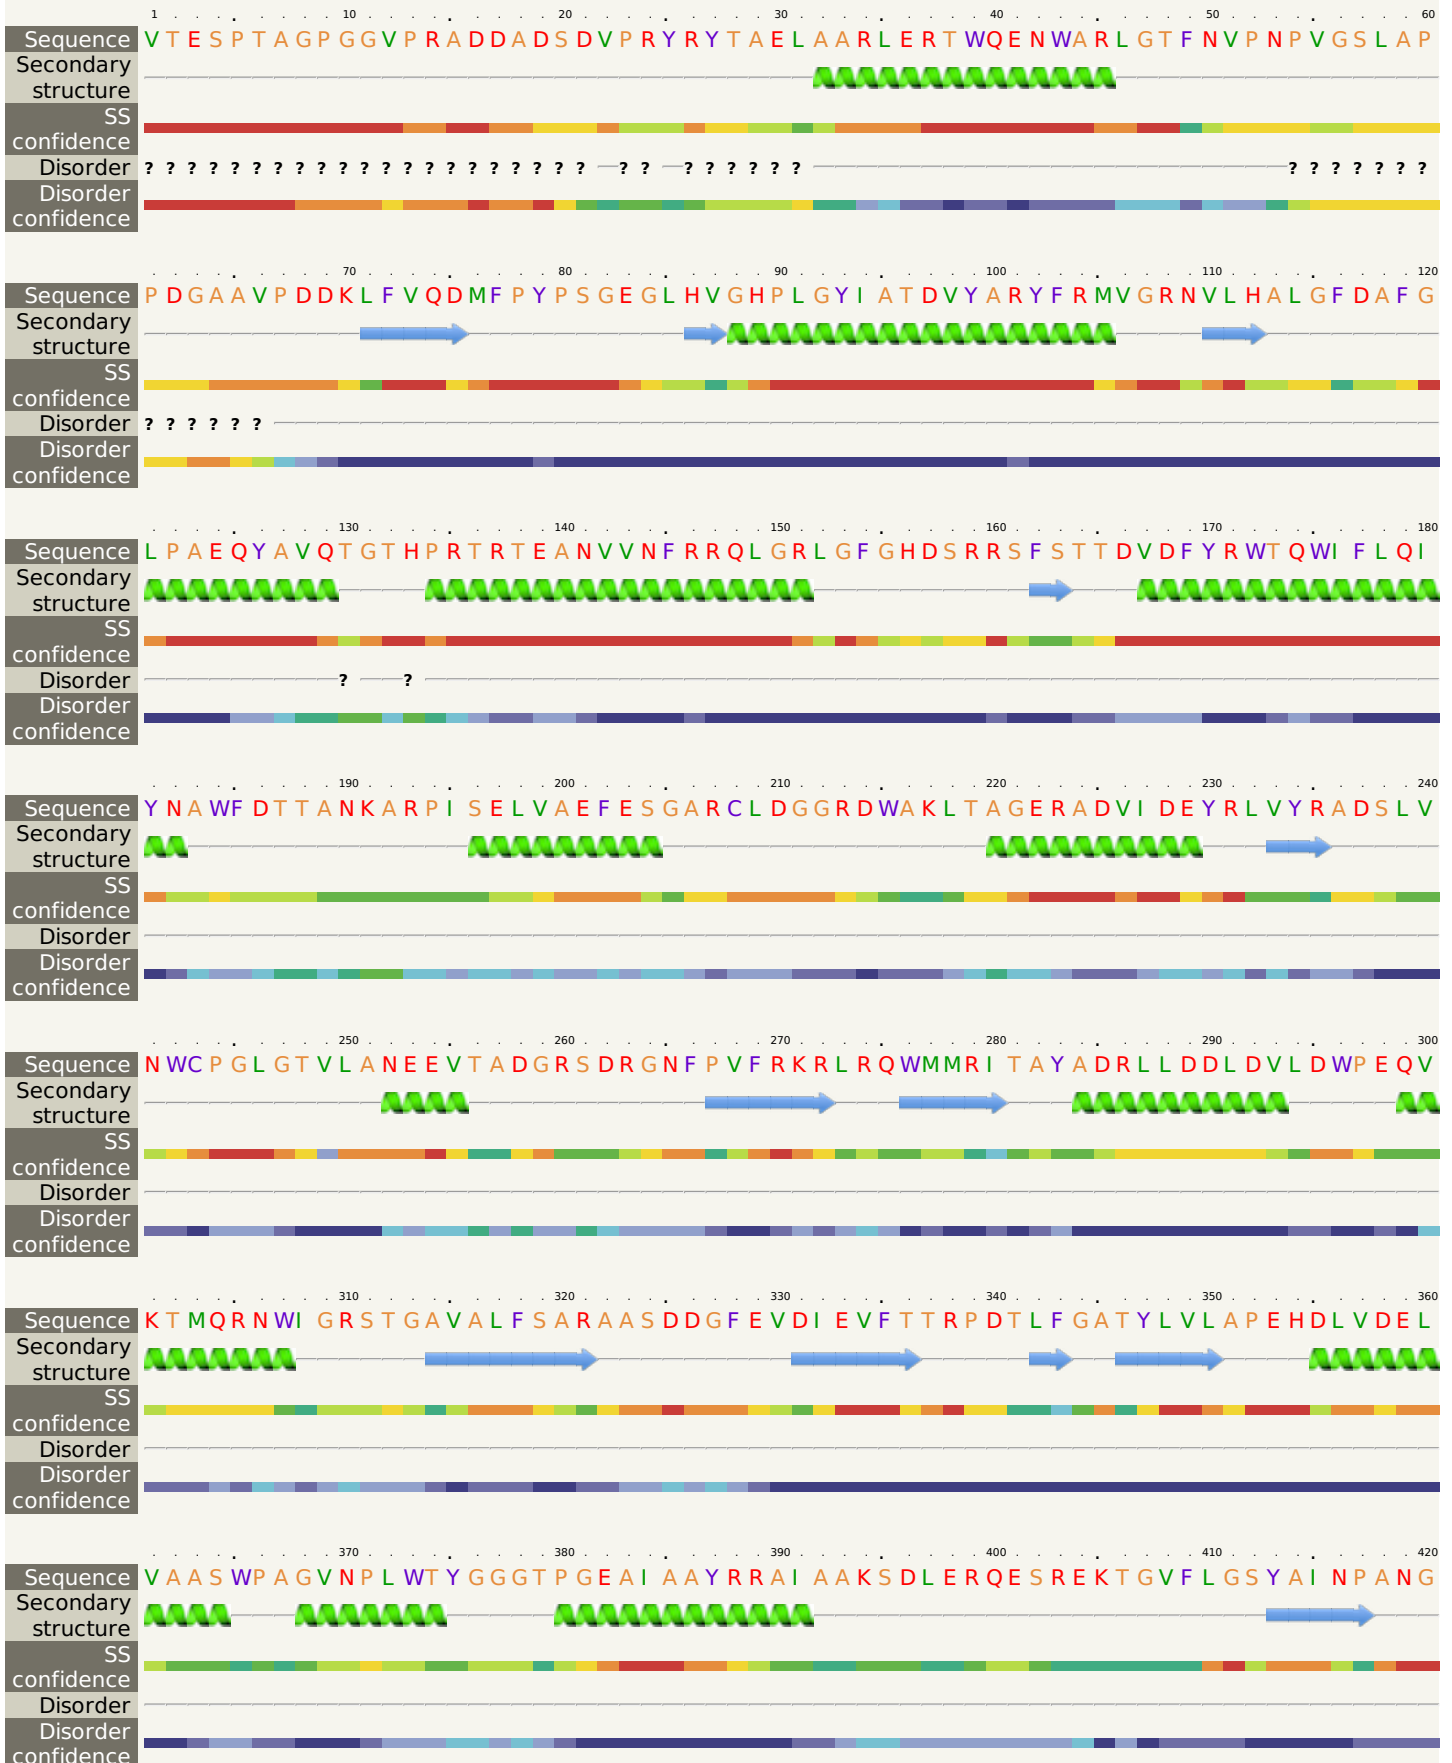 1 10 20 30 40 50 60
Sequence V T E S P T A G P G G V P R A D D A D S D V P R Y R Y T A E L A A R L E R T W Q E N W A R L G T F N V P N P V G S L A P
Secondary
structure
SS
confidence
Disorder ? ? ? ? ? ? ? ? ? ? ? ? ? ? ? ? ? ? ? ? ? ? ? ? ? ? ? ? ? ? ? ? ? ? ? ?
Disorder
confidence
70 80 90 100 110 120
Sequence P D G A A V P D D K L F V Q D M F P Y P S G E G L H V G H P L G Y I A T D V Y A R Y F R M V G R N V L H A L G F D A F G
Secondary
structure
SS
confidence
Disorder ? ? ? ? ? ?
Disorder
confidence
130 140 150 160 170 180
Sequence L P A E Q Y A V Q T G T H P R T R T E A N V V N F R R Q L G R L G F G H D S R R S F S T T D V D F Y R W T Q W I F L Q I
Secondary
structure
SS
confidence
Disorder ? ?
Disorder
confidence
190 200 210 220 230 240
Sequence Y N A W F D T T A N K A R P I S E L V A E F E S G A R C L D G G R D W A K L T A G E R A D V I D E Y R L V Y R A D S L V
Secondary
structure
SS
confidence
Disorder
Disorder
confidence
250 260 270 280 290 300
Sequence N W C P G L G T V L A N E E V T A D G R S D R G N F P V F R K R L R Q W M M R I T A Y A D R L L D D L D V L D W P E Q V
Secondary
structure
SS
confidence
Disorder
Disorder
confidence
310 320 330 340 350 360
Sequence K T M Q R N W I G R S T G A V A L F S A R A A S D D G F E V D I E V F T T R P D T L F G A T Y L V L A P E H D L V D E L
Secondary
structure
SS
confidence
Disorder
Disorder
confidence
370 380 390 400 410 420
Sequence V A A S W P A G V N P L W T Y G G G T P G E A I A A Y R R A I A A K S D L E R Q E S R E K T G V F L G S Y A I N P A N G
Secondary
structure
SS
confidence
Disorder
Disorder
confidence